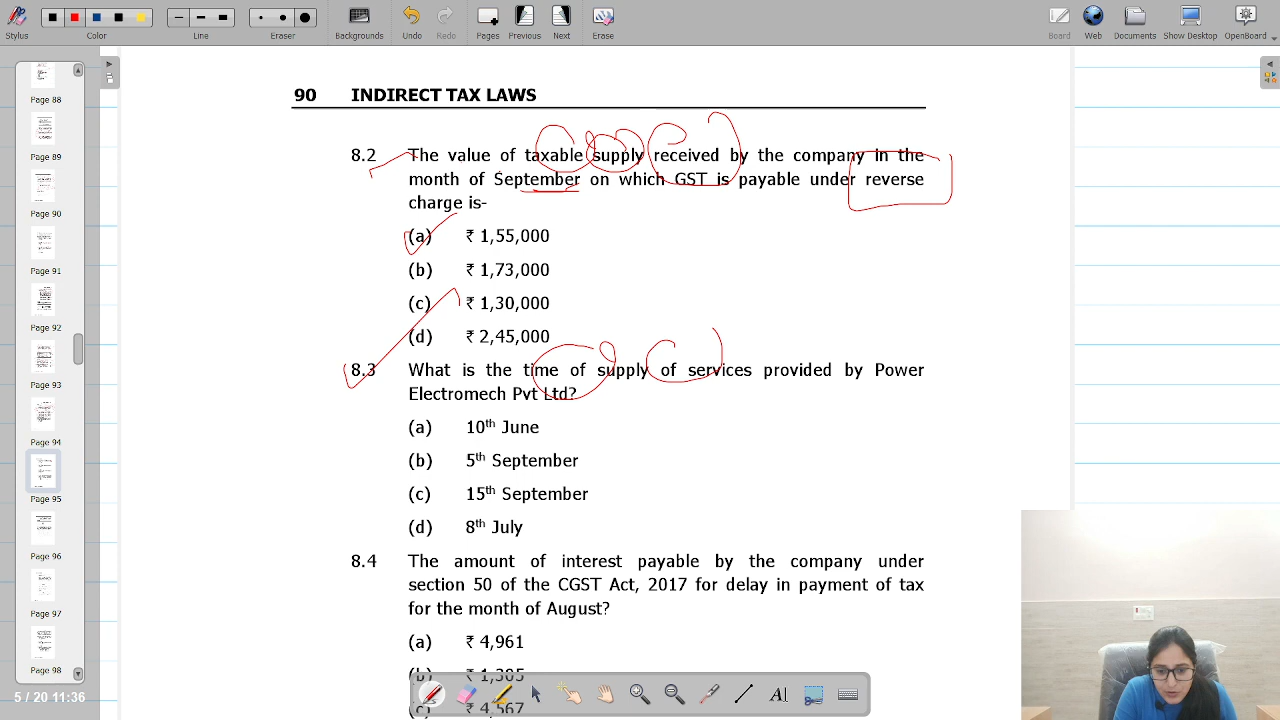 Stylus
Color
Line
Eraser
Backgrounds
Undo
Redo
Pages
Previous
Next
Erase
Board
Web
Documents
Show Desktop
OpenBoard
Page 88
Page 89
Page 90
Page 91
Page 92
Page 93
Page 94
Page 95
Page 96
Page 97
Page 98
5 / 20 11:36
90 INDIRECT TAX LAWS
8.2 The value of taxable supply received by the company in the
month of September on which GST is payable under reverse
charge is-
(a) ₹ 1,55,000
(b) ₹ 1,73,000
(c) ₹ 1,30,000
(d) ₹ 2,45,000
8.3 What is the time of supply of services provided by Power
Electromech Pvt Ltd?
(a) 10th June
(b) 5th September
(c) 15th September
(d) 8th July
8.4 The amount of interest payable by the company under
section 50 of the CGST Act, 2017 for delay in payment of tax
for the month of August?
(a) ₹ 4,961
(b) ₹ 1,385
(c) ₹ 4,567
AI